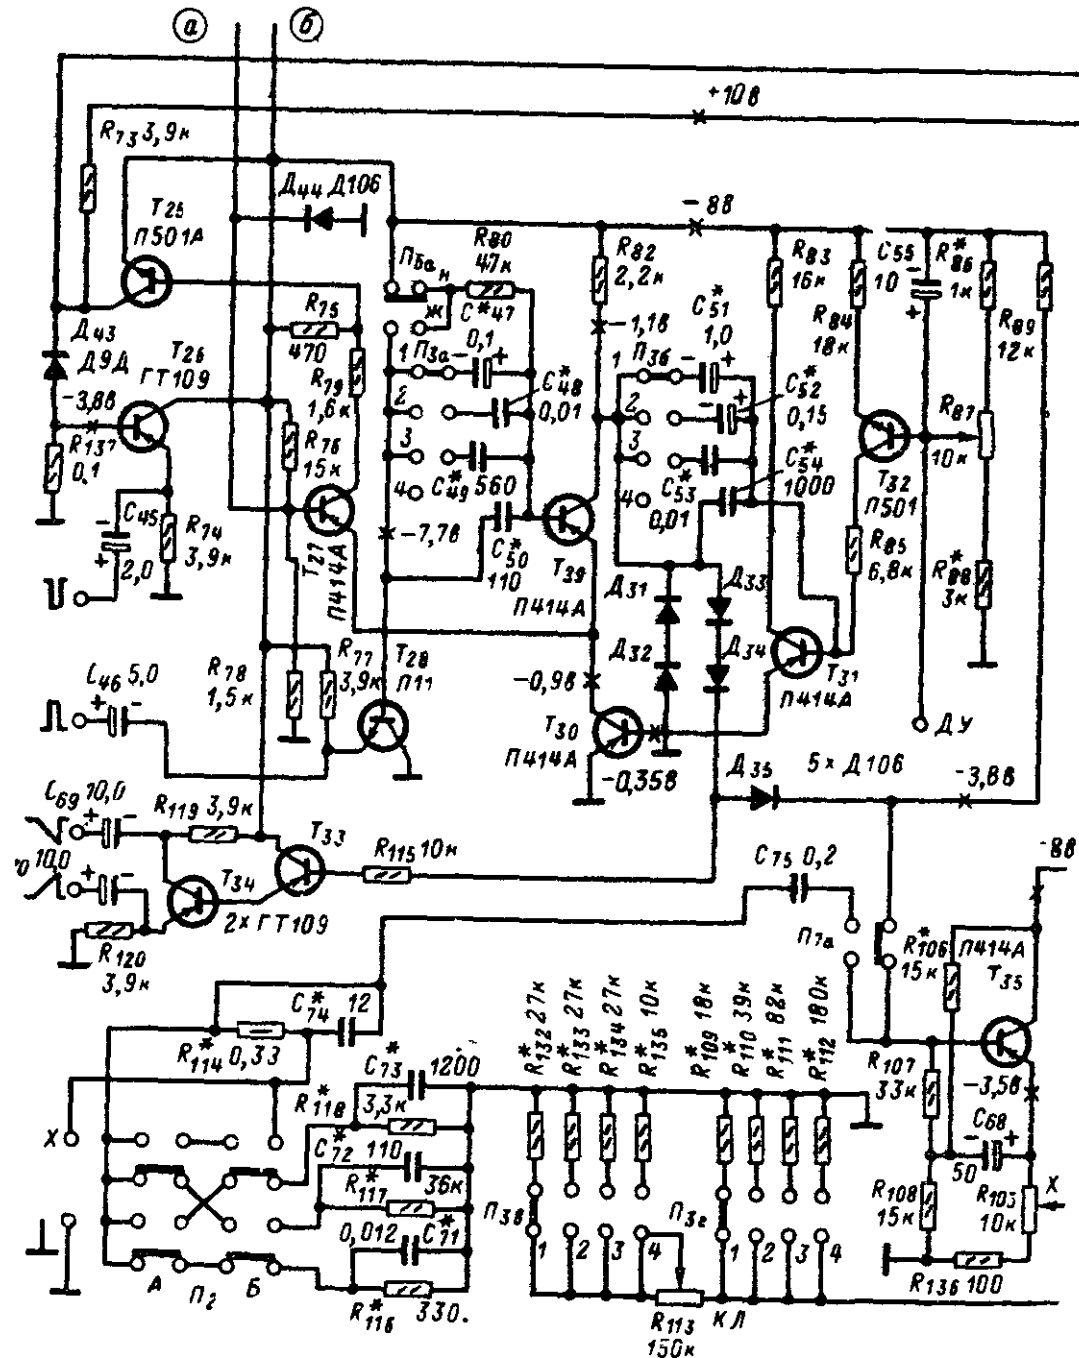 а б
+10в
R73 3,9к
Д44 Д106
-8в
T25
П501А
П5а н
R80
47к
R82
2,2к
R83
16к
C55
10
R*86
1к
ж
C*47
0,1
C*51
1,0
R75
470
-1,1в
R84
18к
R89
12к
Д43
Д9Д
T26
ГТ109
R79
1,6к
1 П3а
1 П3б
C*48
0,01
C*52
0,15
-3,8в
R137
0,1
R76
15к
2
2
R87
10к
3
3
C*49 560
C*53
0,01
C*54
1000
T32
П501
4
4
C45
2,0
R74
3,9к
T27
П414А
-7,7в
C*50
110
T29
П414А
R85
6,8к
R*88
3к
Д31
Д33
Д32
Д34
C46 5,0
R78
1,5к
R77
3,9к
T28
П11
-0,9в
T31
П414А
T30
П414А
-0,35в
ДУ
Д35
5× Д106
-3,8в
C69 10,0
R119 3,9к
T33
R115 10к
C75 0,2
-8в
'0 10,0
T34
2× ГТ109
R120
3,9к
П7а
R*106
15к
П414А
T35
C*74 12
R*114 0,33
R*132 27к
R*133 27к
R*134 27к
R*135 10к
R*109 18к
R*110 39к
R*111 82к
R*112 180к
C*73 1200
R*118 3,3к
R107
33к
-3,5в
X
C*72 110
R*117 36к
C68
50
R108
15к
R103
10к
X
0,012 C*71
П3в
1 2 3 4
П3г
1 2 3 4
А П2 Б
R*116 330.
R113
150к
КЛ
R136 100